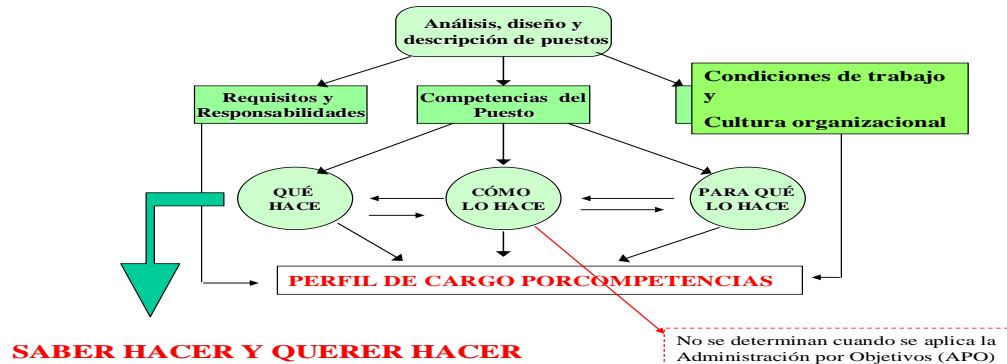 Análisis, diseño y
descripción de puestos
Requisitos y
Responsabilidades
Competencias del
Puesto
Condiciones de trabajo
y
Cultura organizacional
QUÉ
HACE
CÓMO
LO HACE
PARA QUÉ
LO HACE
PERFIL DE CARGO PORCOMPETENCIAS
SABER HACER Y QUERER HACER
No se determinan cuando se aplica la
Administración por Objetivos (APO)